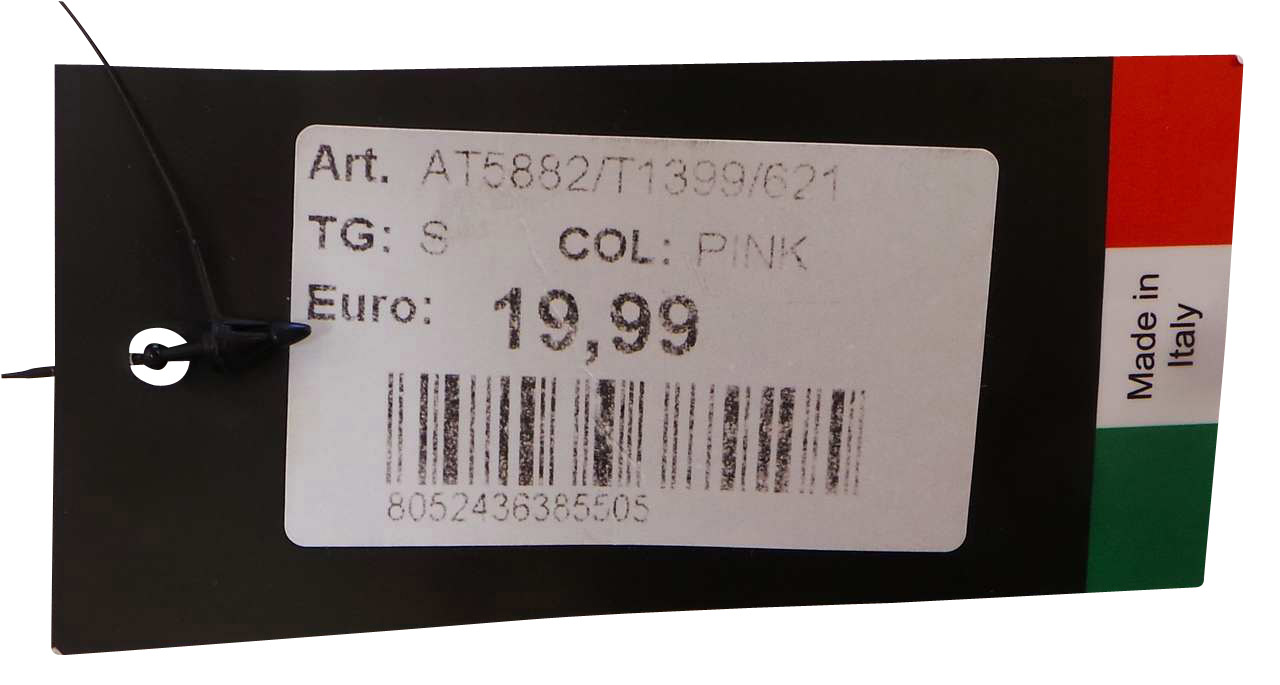 Art. AT5882/T1399/621
TG: S COL: PINK
Euro: 19,99
8052436385505
Made in
Italy